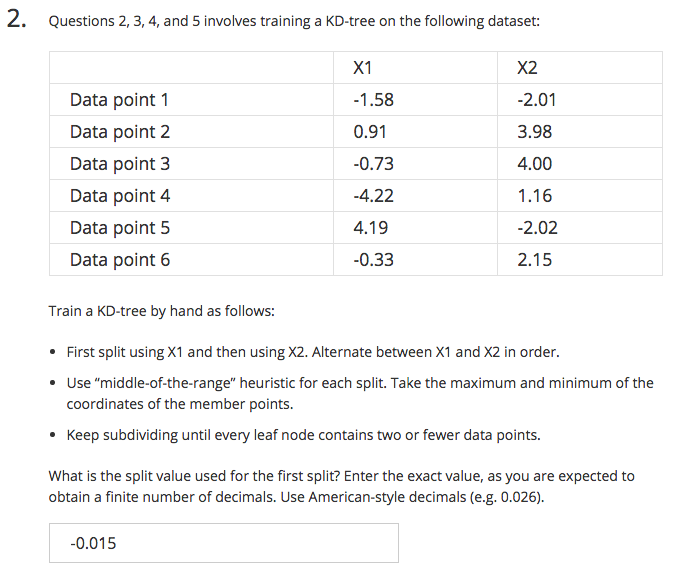 2. Questions 2, 3, 4, and 5 involves training a KD-tree on the following dataset:
X1 X2
Data point 1 -1.58 -2.01
Data point 2 0.91 3.98
Data point 3 -0.73 4.00
Data point 4 -4.22 1.16
Data point 5 4.19 -2.02
Data point 6 -0.33 2.15
Train a KD-tree by hand as follows:
• First split using X1 and then using X2. Alternate between X1 and X2 in order.
• Use “middle-of-the-range” heuristic for each split. Take the maximum and minimum of the
coordinates of the member points.
• Keep subdividing until every leaf node contains two or fewer data points.
What is the split value used for the first split? Enter the exact value, as you are expected to
obtain a finite number of decimals. Use American-style decimals (e.g. 0.026).
-0.015